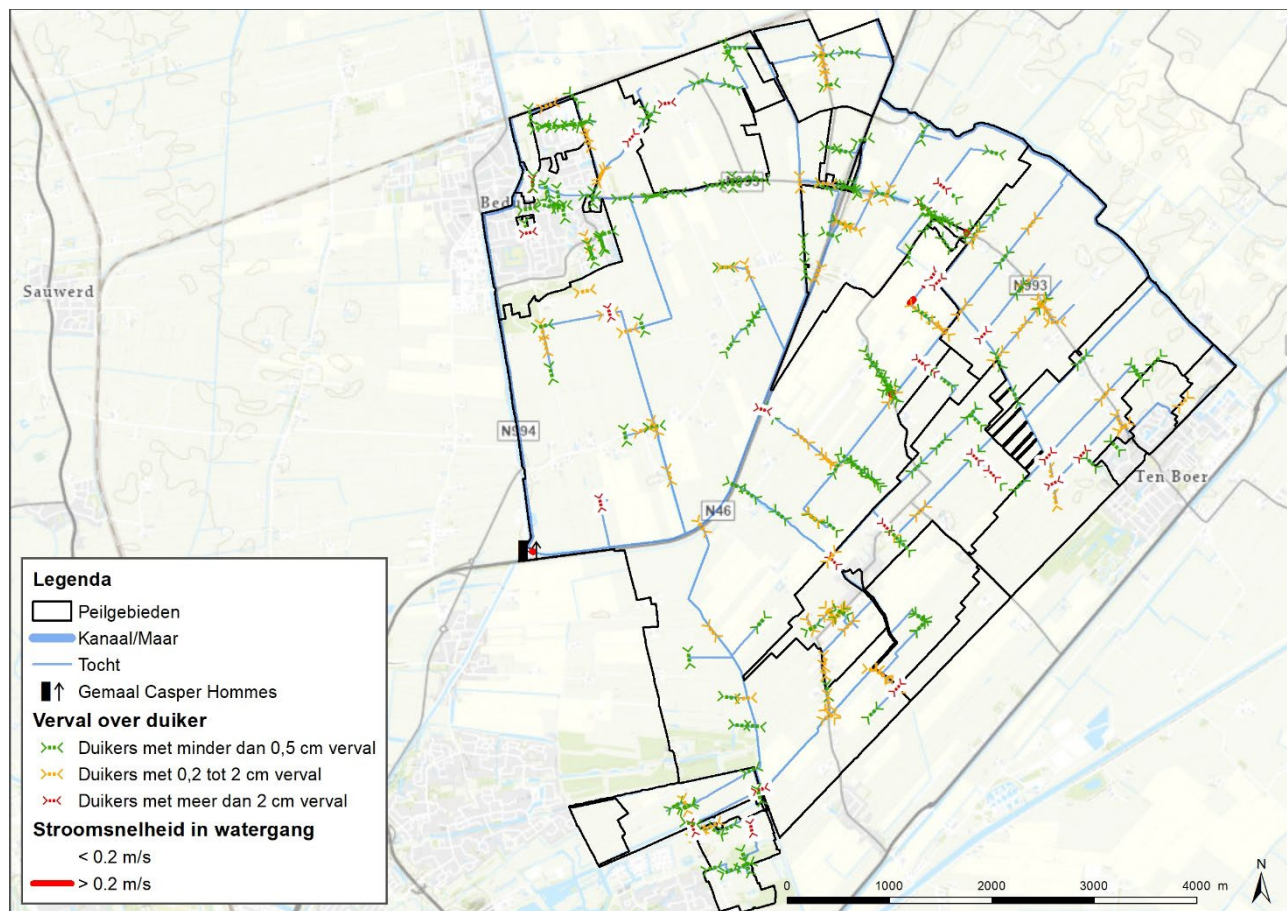 N993
Bedum
N993
Sauwerd
N994
N46
Ten Boer
Legenda
Peilgebieden
Kanaal/Maar
Tocht
Gemaal Casper Hommes
Verval over duiker
Duikers met minder dan 0,5 cm verval
Duikers met 0,2 tot 2 cm verval
Duikers met meer dan 2 cm verval
Stroomsnelheid in watergang
< 0.2 m/s
> 0.2 m/s
N
0 1000 2000 3000 4000 m